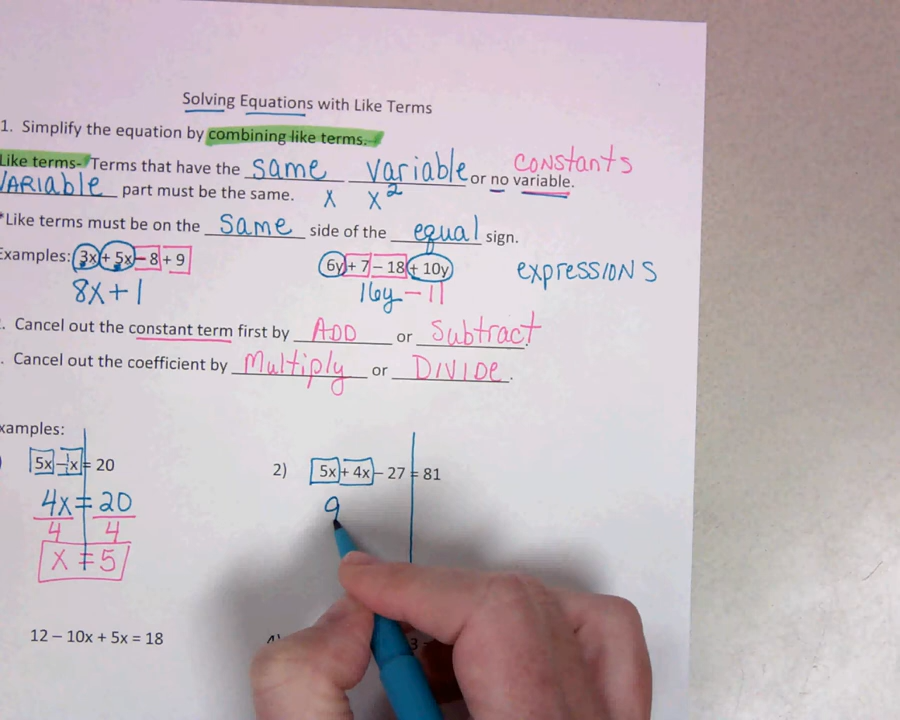 Solving Equations with Like Terms
1. Simplify the equation by combining like terms.
Like terms- Terms that have the same variable or no variable. constants
VARIable part must be the same. x x²
*Like terms must be on the same side of the equal sign.
Examples: 3x + 5x – 8 + 9 6y + 7 – 18 + 10y expressions
8x+1 16y – 11
. Cancel out the constant term first by ADD or Subtract.
. Cancel out the coefficient by Multiply or DIVIDE.
xamples:
) 5x – 1x = 20 2) 5x + 4x – 27 = 81
4x = 20 9
4 4
x = 5
12 – 10x + 5x = 18